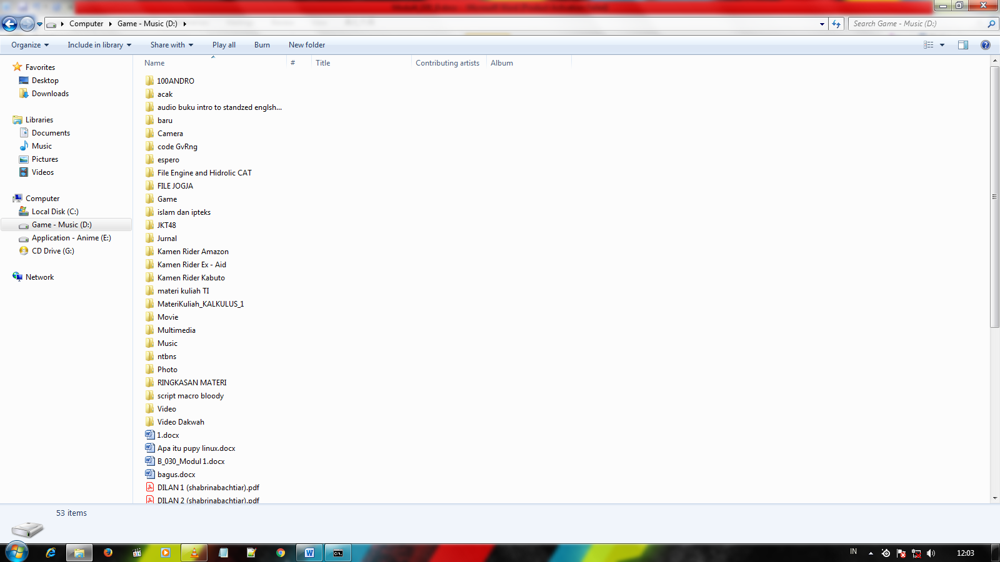 Computer Game - Music (D:) Search Game - Music (D:)
Organize Include in library Share with Play all Burn New folder
Name # Title Contributing artists Album
Favorites
Desktop
Downloads
Libraries
Documents
Music
Pictures
Videos
Computer
Local Disk (C:)
Game - Music (D:)
Application - Anime (E:)
CD Drive (G:)
Network
100ANDRO
acak
audio buku intro to standzed englsh...
baru
Camera
code GvRng
espero
File Engine and Hidrolic CAT
FILE JOGJA
Game
islam dan ipteks
JKT48
Jurnal
Kamen Rider Amazon
Kamen Rider Ex - Aid
Kamen Rider Kabuto
materi kuliah TI
MateriKuliah_KALKULUS_1
Movie
Multimedia
Music
ntbns
Photo
RINGKASAN MATERI
script macro bloody
Video
Video Dakwah
1.docx
Apa itu pupy linux.docx
B_030_Modul 1.docx
bagus.docx
DILAN 1 (shabrinabachtiar).pdf
DILAN 2 (shabrinabachtiar).pdf
53 items
IN 12:03